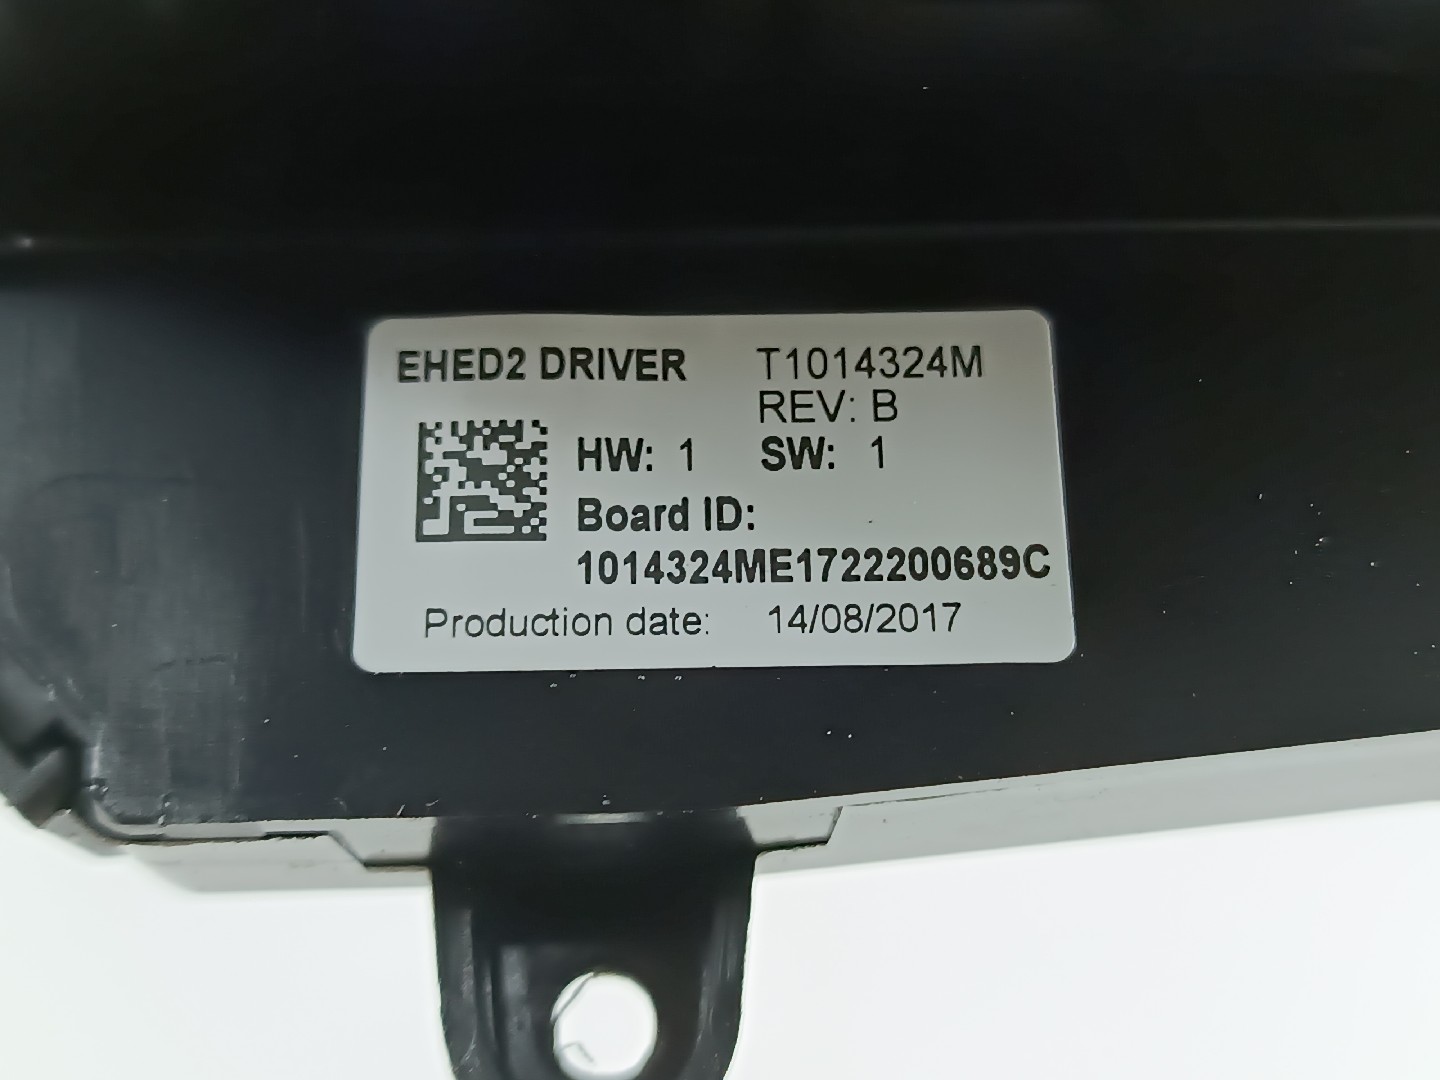 EHED2 DRIVER T1014324M
REV: B
HW: 1 SW: 1
Board ID:
1014324ME1722200689C
Production date: 14/08/2017